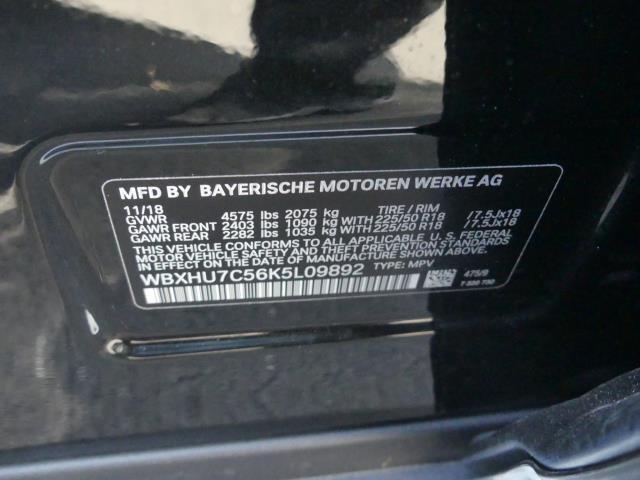 MFD BY BAYERISCHE MOTOREN WERKE AG
11/18 TIRE / RIM
GVWR 4575 lbs 2075 kg
GAWR FRONT 2403 lbs 1090 kg WITH 225/50 R18 /7.5Jx18
GAWR REAR 2282 lbs 1035 kg WITH 225/50 R18 /7.5Jx18
THIS VEHICLE CONFORMS TO ALL APPLICABLE U.S. FEDERAL
MOTOR VEHICLE SAFETY, BUMPER, AND THEFT PREVENTION
STANDARDS IN EFFECT ON THE DATE OF MANUFACTURE SHOWN ABOVE.
WBXHU7C56K5L09892 TYPE: MPV
475/9